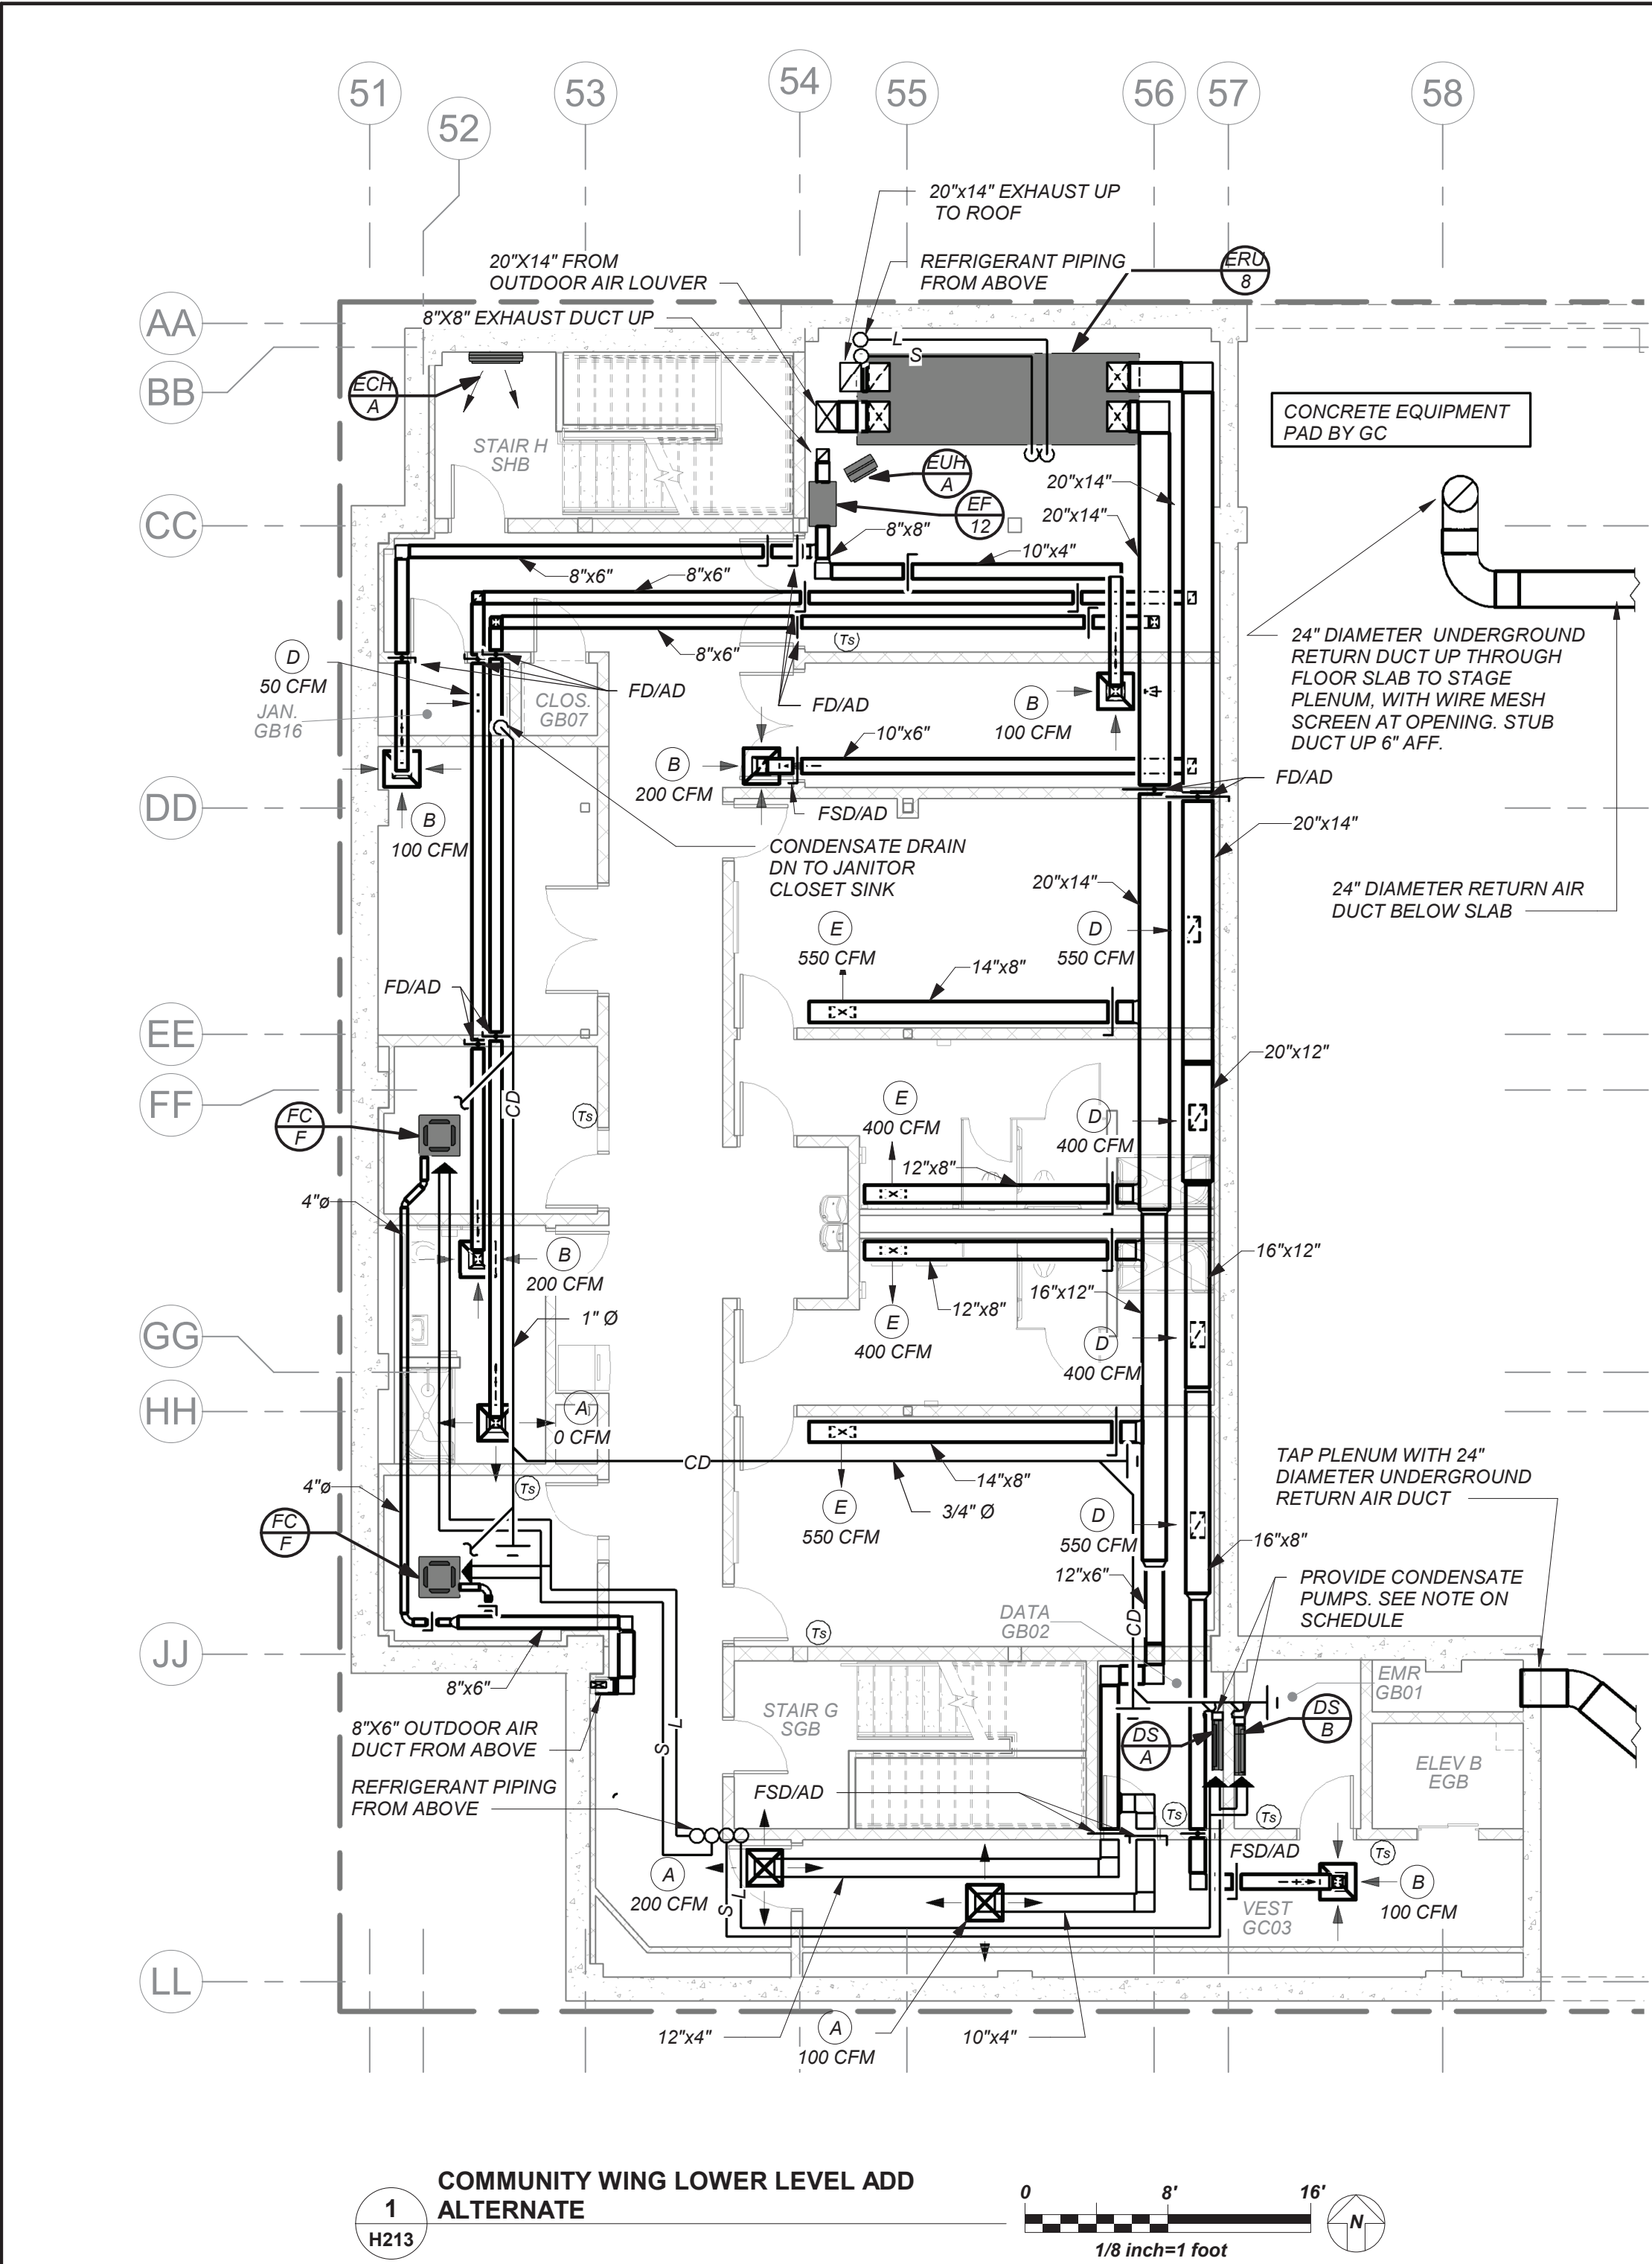 51
52
53
54
55
56
57
58
20"x14" EXHAUST UP
TO ROOF
20"X14" FROM
OUTDOOR AIR LOUVER
REFRIGERANT PIPING
FROM ABOVE
ERU
8
8"X8" EXHAUST DUCT UP
AA
BB
L
S
ECH
A
CONCRETE EQUIPMENT
PAD BY GC
STAIR H
SHB
EUH
A
20"x14"
CC
EF
12
20"x14"
8"x8"
10"x4"
8"x6"
8"x6"
8"x6"
Ts
24" DIAMETER UNDERGROUND
RETURN DUCT UP THROUGH
FLOOR SLAB TO STAGE
PLENUM, WITH WIRE MESH
SCREEN AT OPENING. STUB
DUCT UP 6" AFF.
D
50 CFM
JAN.
GB16
CLOS.
GB07
FD/AD
FD/AD
B
100 CFM
10"x6"
B
200 CFM
FD/AD
DD
B
100 CFM
FSD/AD
20"x14"
CONDENSATE DRAIN
DN TO JANITOR
CLOSET SINK
20"x14"
24" DIAMETER RETURN AIR
DUCT BELOW SLAB
E
550 CFM
D
550 CFM
14"x8"
FD/AD
EE
20"x12"
FF
CD
FC
F
Ts
E
400 CFM
D
400 CFM
12"x8"
4"ø
B
200 CFM
16"x12"
16"x12"
12"x8"
1" Ø
GG
E
400 CFM
D
400 CFM
HH
A
0 CFM
CD
14"x8"
TAP PLENUM WITH 24"
DIAMETER UNDERGROUND
RETURN AIR DUCT
4"ø
Ts
E
550 CFM
3/4" Ø
D
550 CFM
FC
F
16"x8"
12"x6"
PROVIDE CONDENSATE
PUMPS. SEE NOTE ON
SCHEDULE
DATA
GB02
CD
Ts
JJ
8"x6"
EMR
GB01
STAIR G
SGB
DS
A
DS
B
8"X6" OUTDOOR AIR
DUCT FROM ABOVE
L
S
ELEV B
EGB
REFRIGERANT PIPING
FROM ABOVE
FSD/AD
Ts
Ts
FSD/AD
Ts
A
200 CFM
L
S
B
100 CFM
VEST
GC03
LL
12"x4"
A
100 CFM
10"x4"
1
H213
COMMUNITY WING LOWER LEVEL ADD
ALTERNATE
0
8'
16'
1/8 inch=1 foot
N